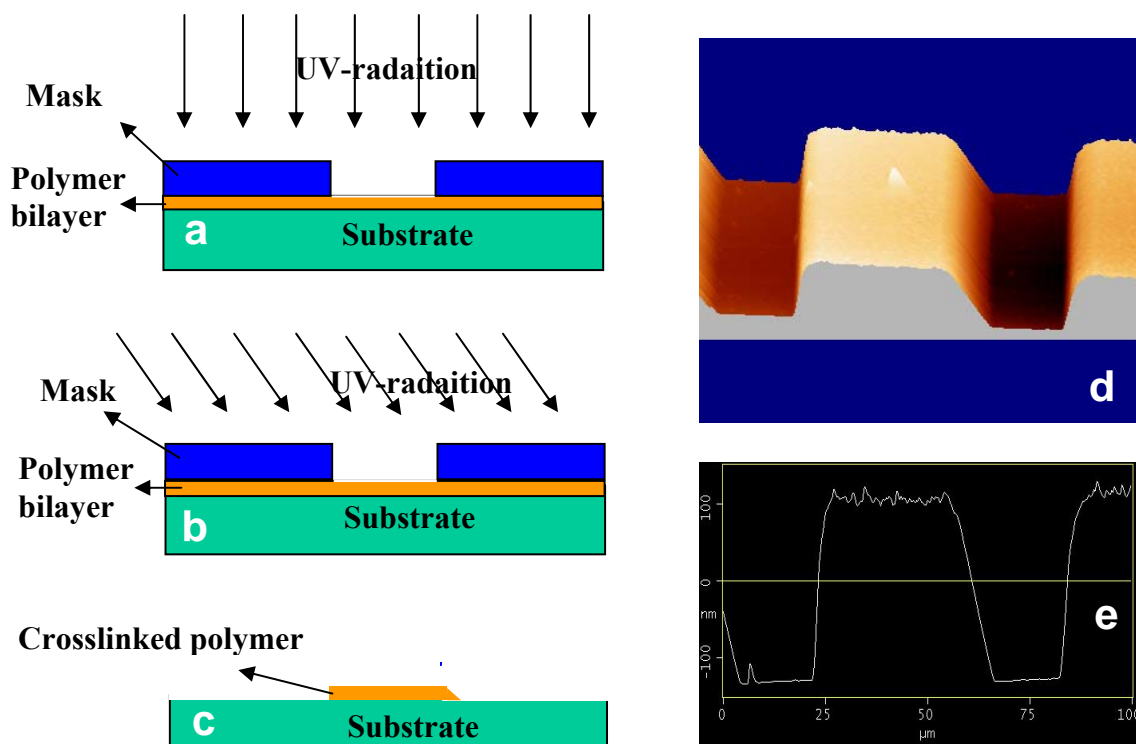 UV-radaition
Mask
Polymer
bilayer
a
Substrate
UV-radaition
Mask
Polymer
bilayer
b
Substrate
Crosslinked polymer
c
Substrate
d
100
0
nm
-100
e
0
25
50
75
100
µm